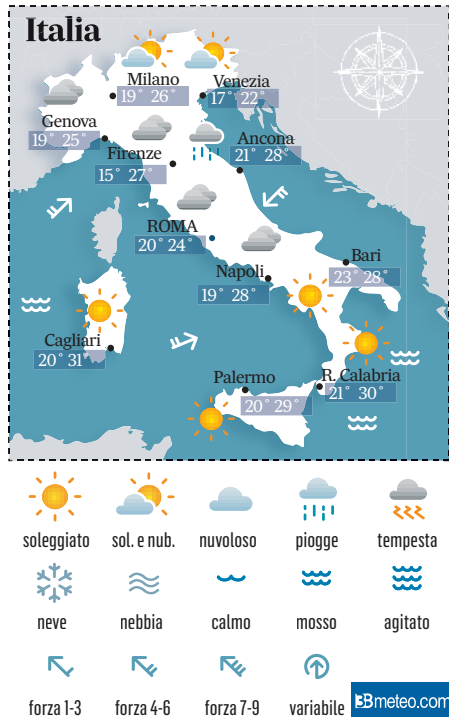 Italia
Milano
19° 26°
Venezia
17° 22°
Genova
19° 25°
Firenze
15° 27°
Ancona
21° 28°
ROMA
20° 24°
Bari
23° 28°
Napoli
19° 28°
Cagliari
20° 31°
Palermo
20° 29°
R. Calabria
21° 30°
soleggiato sol. e nub. nuvoloso piogge tempesta
neve nebbia calmo mosso agitato
forza 1-3 forza 4-6 forza 7-9 variabile
3Bmeteo.com